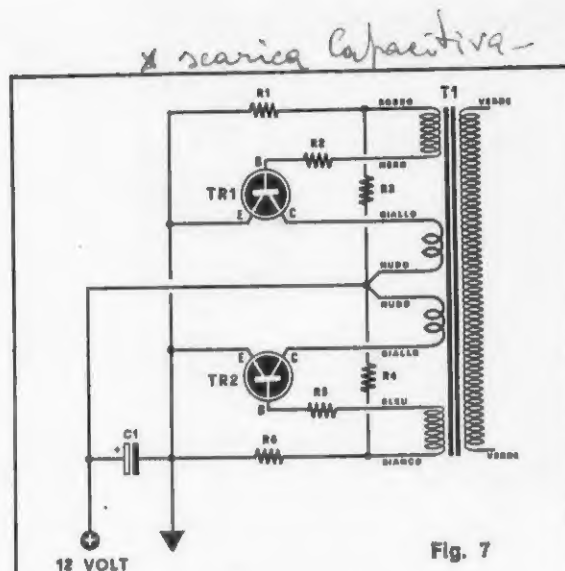 x scarica Capacitiva -
T1
R1
ROSSO
VERDE
R2
B
NERO
TR1
R3
E
C
GIALLO
NUDO
NUDO
E
C
GIALLO
TR2
R4
B
R5
BLEU
C1
+
R6
BIANCO
VERDE
+
12 VOLT
Fig. 7